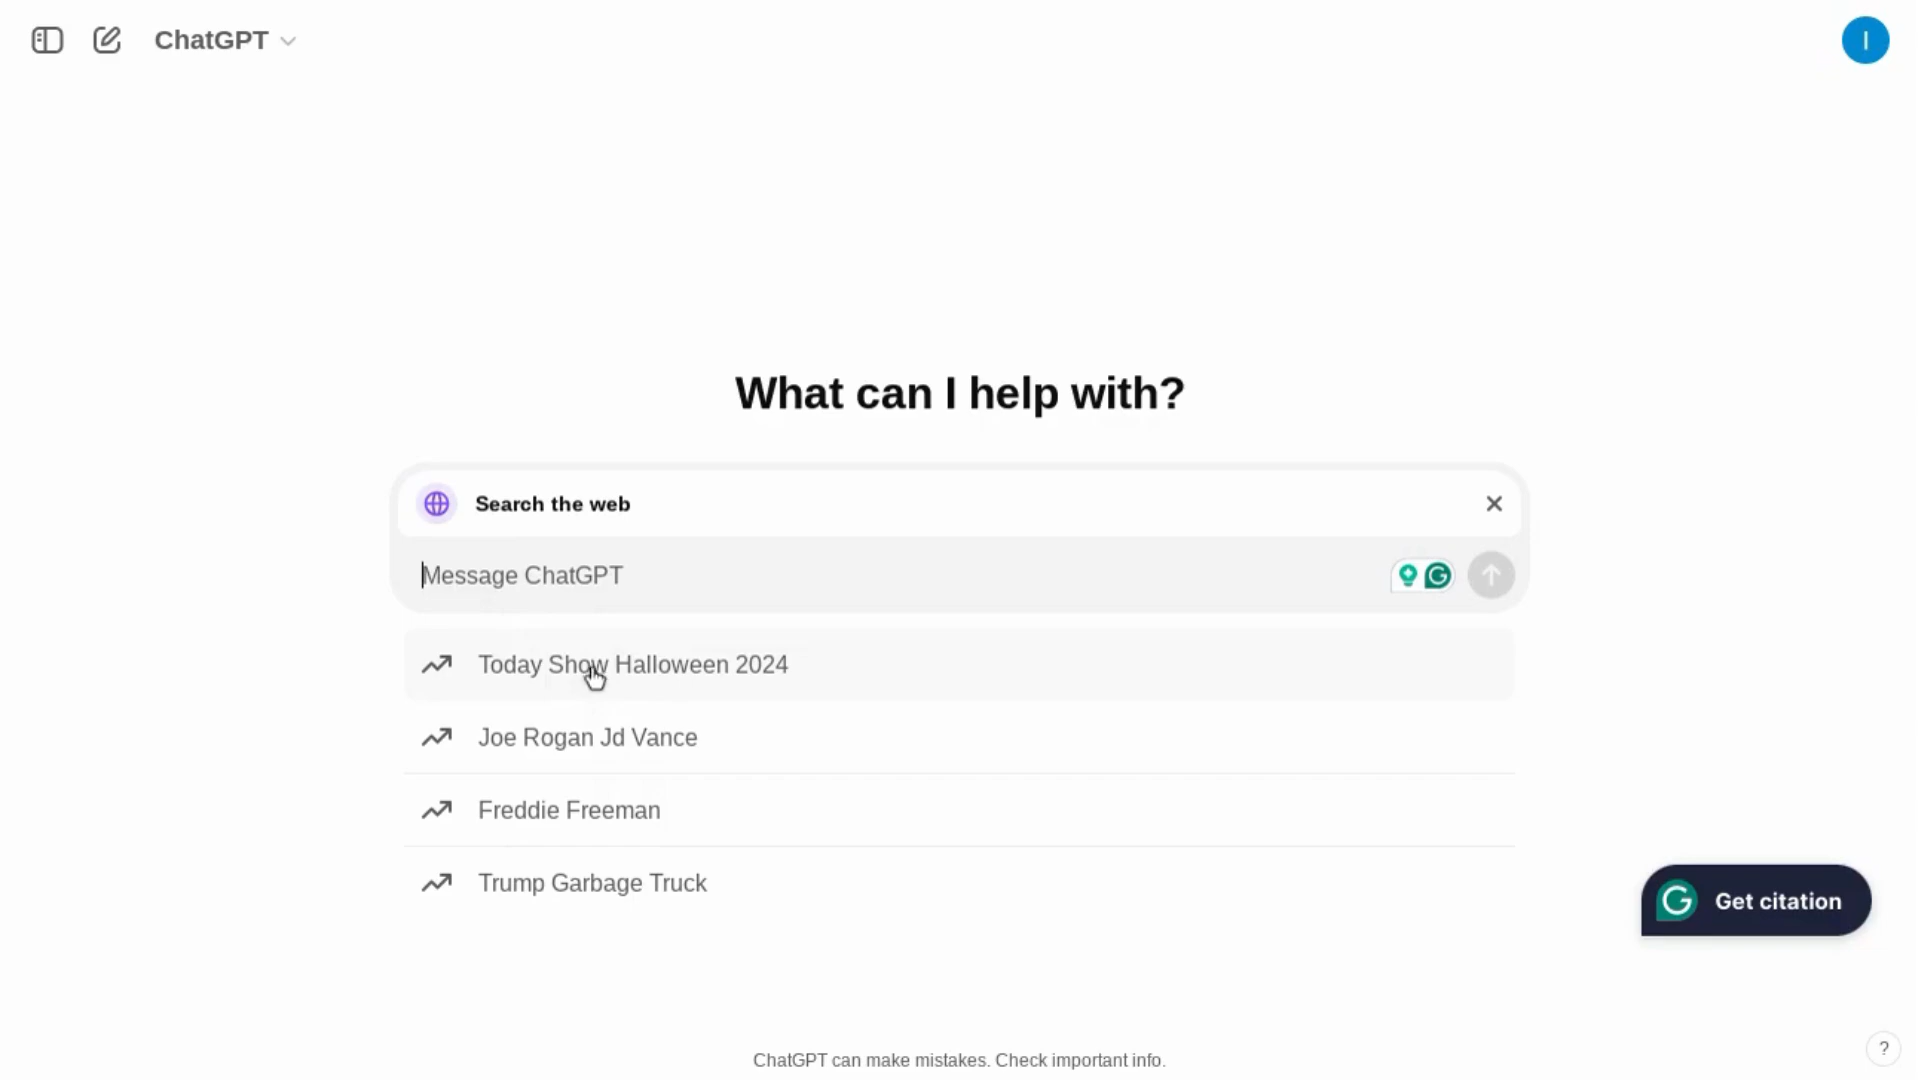 ChatGPT
I
What can I help with?
Search the web
Message ChatGPT
Today Show Halloween 2024
Joe Rogan Jd Vance
Freddie Freeman
Trump Garbage Truck
Get citation
ChatGPT can make mistakes. Check important info.
?